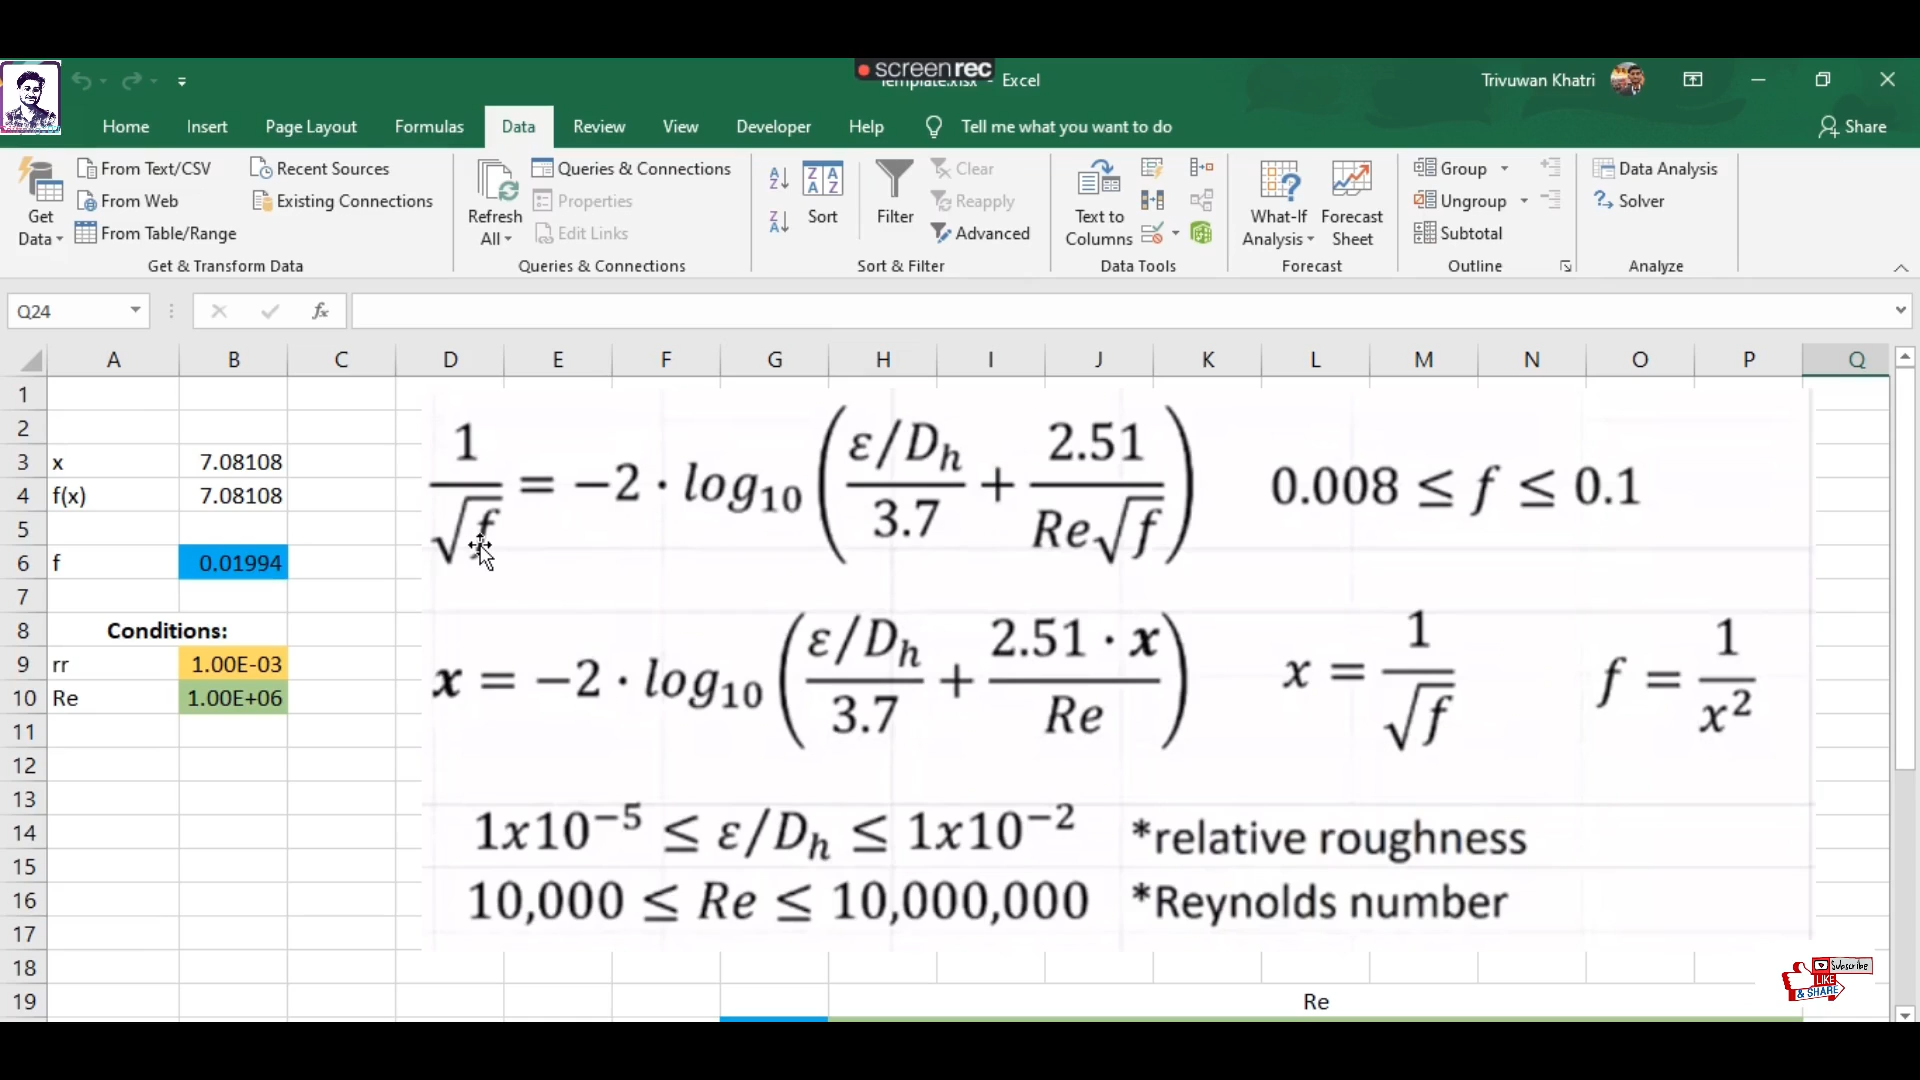 screenrec
Template.xlsx - Excel
Trivuwan Khatri
Home Insert Page Layout Formulas Data Review View Developer Help Tell me what you want to do Share
Get Data
From Text/CSV
From Web
From Table/Range
Recent Sources
Existing Connections
Get & Transform Data
Refresh All
Queries & Connections
Properties
Edit Links
Queries & Connections
Sort
Filter
Clear
Reapply
Advanced
Sort & Filter
Text to Columns
Data Tools
What-If Analysis
Forecast Sheet
Forecast
Group
Ungroup
Subtotal
Outline
Data Analysis
Solver
Analyze
Q24 fx
A B C D E F G H I J K L M N O P Q
1
2
3 x 7.08108
4 f(x) 7.08108
5
6 f 0.01994
7
8 Conditions:
9 rr 1.00E-03
10 Re 1.00E+06
11
12
13
14
15
16
17
18
19 Re
1/√f = −2 · log₁₀((ε/Dₕ)/3.7 + 2.51/(Re√f)) 0.008 ≤ f ≤ 0.1
x = −2 · log₁₀((ε/Dₕ)/3.7 + (2.51 · x)/Re) x = 1/√f f = 1/x²
1x10⁻⁵ ≤ ε/Dₕ ≤ 1x10⁻² *relative roughness
10,000 ≤ Re ≤ 10,000,000 *Reynolds number
Subscribe
LIKE
& SHARE